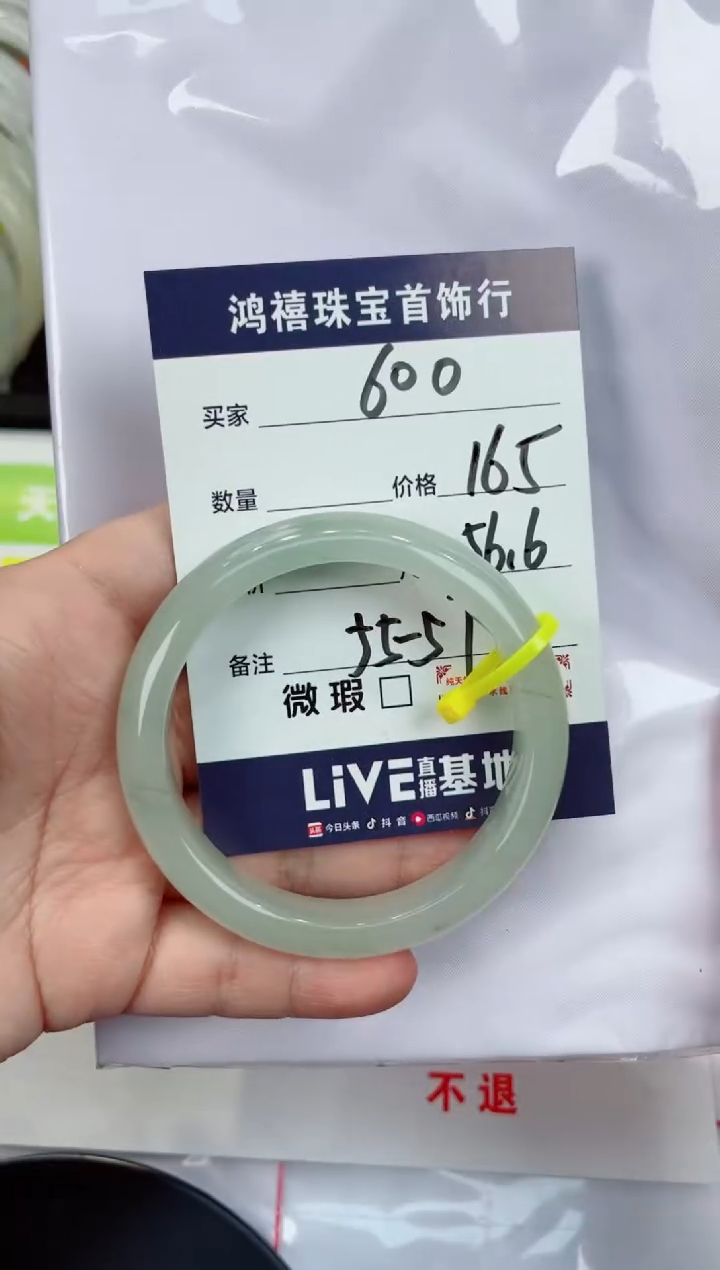 鸿禧珠宝首饰行
买家 600
数量 价格 165
56.6
备注
微瑕 □
LiVE直播基地
今日头条 抖音 西瓜视频
不退
天